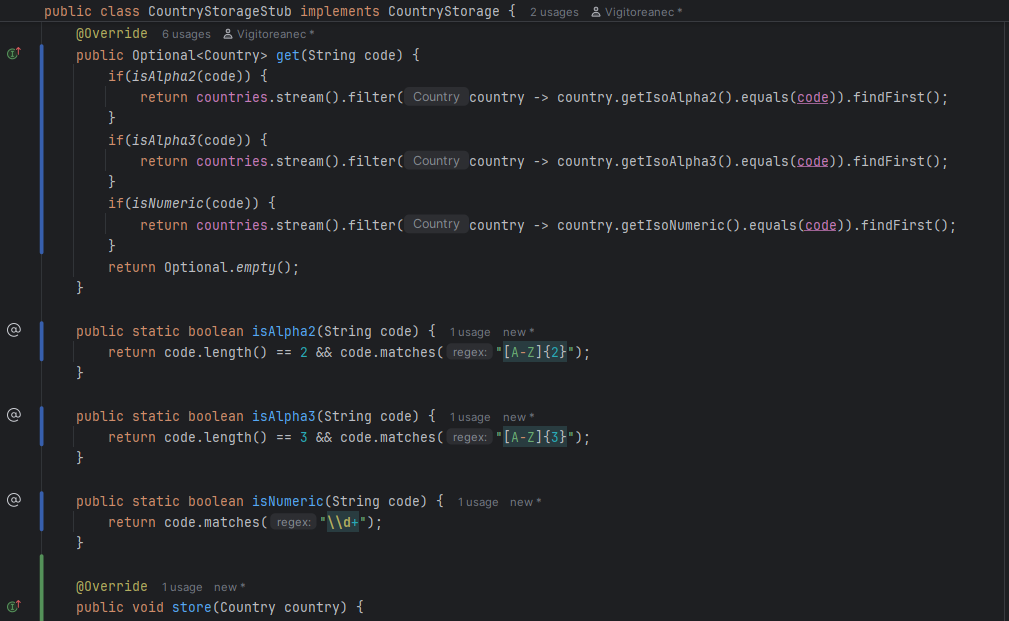 public class CountryStorageStub implements CountryStorage { 2 usages Vigitoreanec *
@Override 6 usages Vigitoreanec *
public Optional<Country> get(String code) {
if(isAlpha2(code)) {
return countries.stream().filter( Country country -> country.getIsoAlpha2().equals(code)).findFirst();
}
if(isAlpha3(code)) {
return countries.stream().filter( Country country -> country.getIsoAlpha3().equals(code)).findFirst();
}
if(isNumeric(code)) {
return countries.stream().filter( Country country -> country.getIsoNumeric().equals(code)).findFirst();
}
return Optional.empty();
}
public static boolean isAlpha2(String code) { 1 usage new *
return code.length() == 2 && code.matches( regex: "[A-Z]{2}");
}
public static boolean isAlpha3(String code) { 1 usage new *
return code.length() == 3 && code.matches( regex: "[A-Z]{3}");
}
public static boolean isNumeric(String code) { 1 usage new *
return code.matches( regex: "\\d+");
}
@Override 1 usage new *
public void store(Country country) {